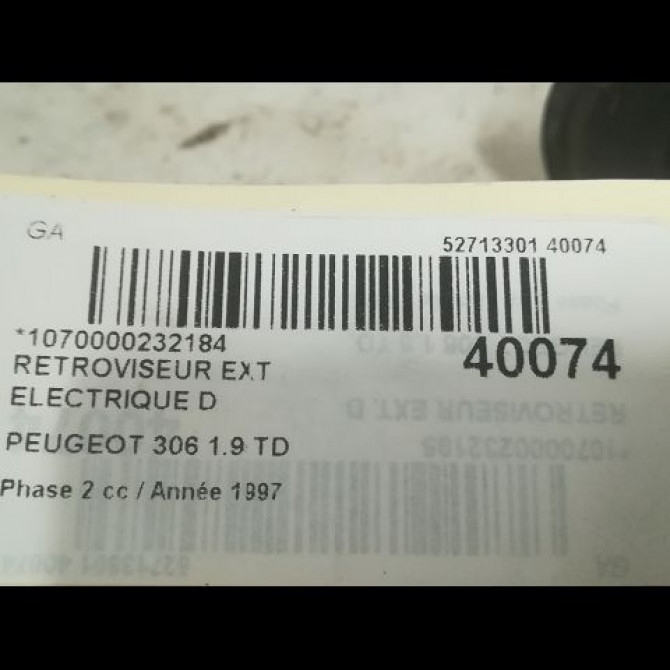 GA
52713301 40074
*1070000232184
40074
RETROVISEUR EXT
ELECTRIQUE D
PEUGEOT 306 1.9 TD
Phase 2 cc / Année 1997